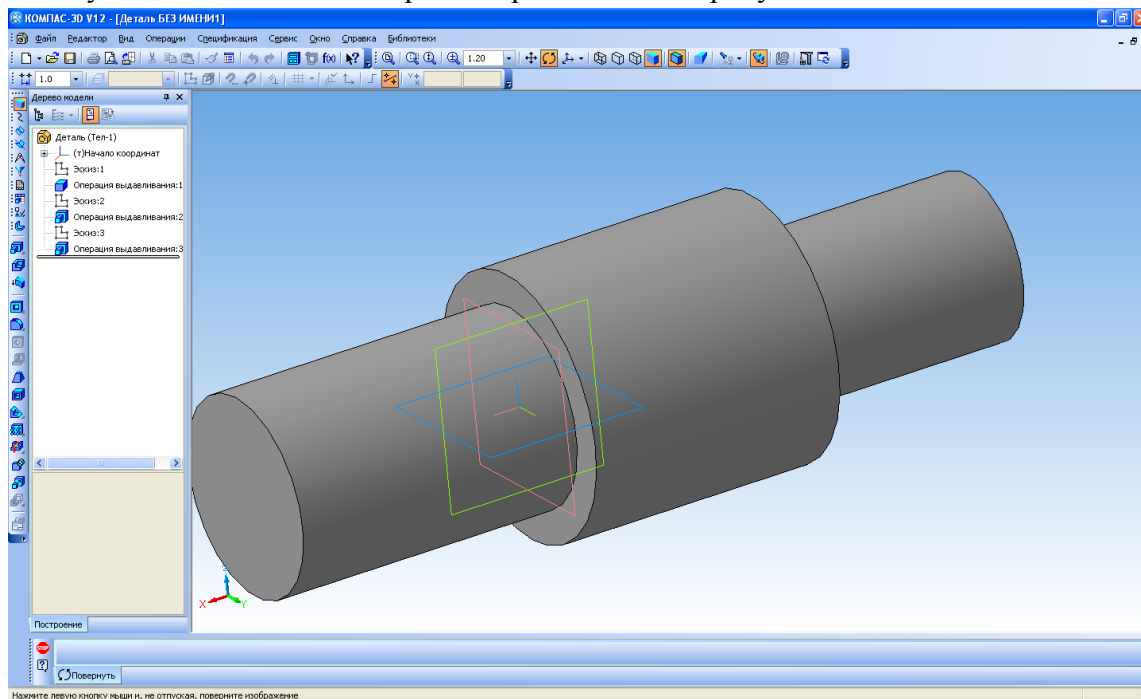 КОМПАС-3D V12 - [Деталь БЕЗ ИМЕНИ1]
Файл Редактор Вид Операции Спецификация Сервис Окно Справка Библиотеки
1.20
1.0
Дерево модели
Деталь (Тел-1)
(т)Начало координат
Эскиз:1
Операция выдавливания:1
Эскиз:2
Операция выдавливания:2
Эскиз:3
Операция выдавливания:3
Z
X
Y
Построение
STOP
Повернуть
Нажмите левую кнопку мыши и, не отпуская, поверните изображение